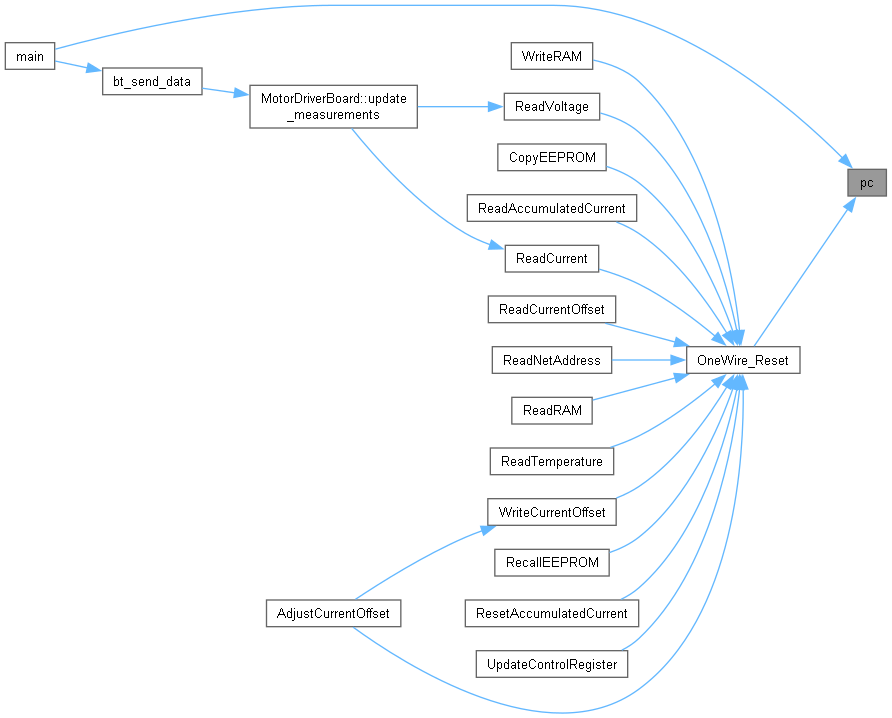 main
bt_send_data
MotorDriverBoard::update
_measurements
WriteRAM
ReadVoltage
CopyEEPROM
ReadAccumulatedCurrent
ReadCurrent
ReadCurrentOffset
ReadNetAddress
ReadRAM
ReadTemperature
WriteCurrentOffset
RecallEEPROM
AdjustCurrentOffset
ResetAccumulatedCurrent
UpdateControlRegister
OneWire_Reset
pc